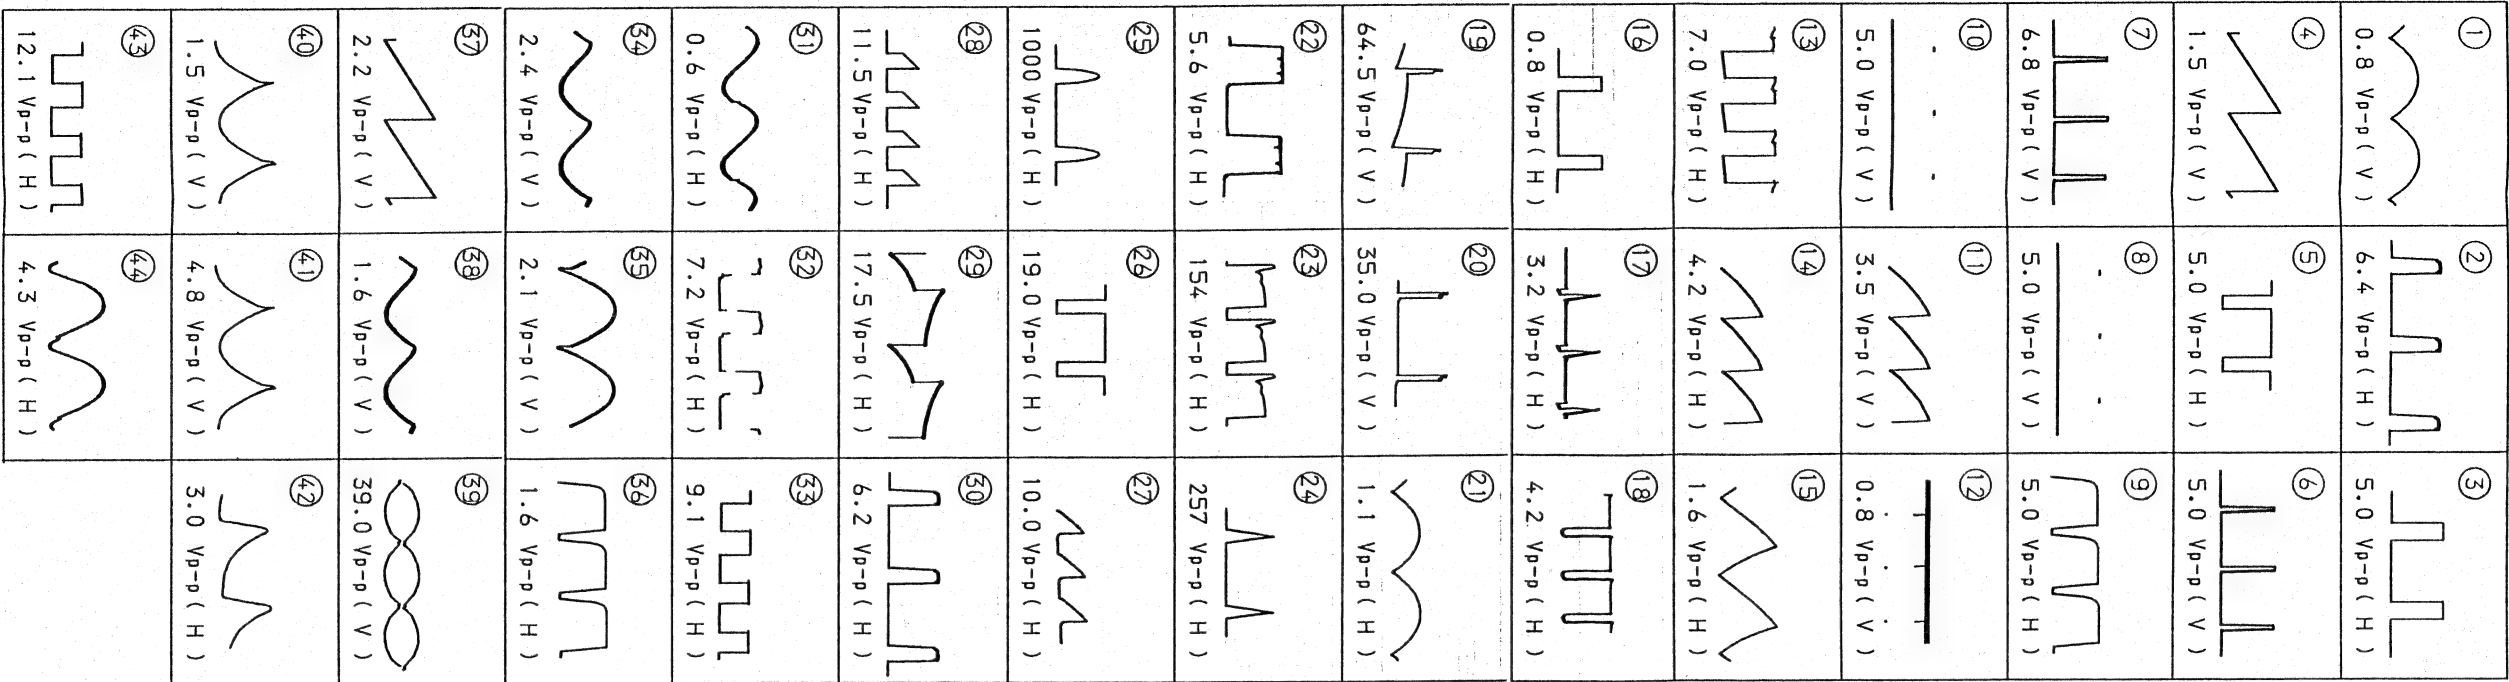 ①
0.8 Vp-p ( V )
②
6.4 Vp-p ( H )
③
5.0 Vp-p ( H )
④
1.5 Vp-p ( V )
⑤
5.0 Vp-p ( H )
⑥
5.0 Vp-p ( V )
⑦
6.8 Vp-p ( V )
⑧
5.0 Vp-p ( V )
⑨
5.0 Vp-p ( H )
⑩
5.0 Vp-p ( V )
⑪
3.5 Vp-p ( V )
⑫
0.8 Vp-p ( V )
⑬
7.0 Vp-p ( H )
⑭
4.2 Vp-p ( H )
⑮
1.6 Vp-p ( H )
⑯
0.8 Vp-p ( H )
⑰
3.2 Vp-p ( H )
⑱
4.2 Vp-p ( H )
⑲
64.5 Vp-p ( V )
⑳
35.0 Vp-p ( V )
㉑
1.1 Vp-p ( H )
㉒
5.6 Vp-p ( H )
㉓
154 Vp-p ( H )
㉔
257 Vp-p ( H )
㉕
1000 Vp-p ( H )
㉖
19.0 Vp-p ( H )
㉗
10.0 Vp-p ( H )
㉘
11.5 Vp-p ( H )
㉙
17.5 Vp-p ( H )
㉚
6.2 Vp-p ( H )
㉛
0.6 Vp-p ( H )
㉜
7.2 Vp-p ( H )
㉝
9.1 Vp-p ( H )
㉞
2.4 Vp-p ( V )
㉟
2.1 Vp-p ( V )
㊱
1.6 Vp-p ( H )
㊲
2.2 Vp-p ( V )
㊳
1.6 Vp-p ( V )
㊴
39.0 Vp-p ( V )
㊵
1.5 Vp-p ( V )
㊶
4.8 Vp-p ( V )
㊷
3.0 Vp-p ( H )
㊸
12.1 Vp-p ( H )
㊹
4.3 Vp-p ( H )